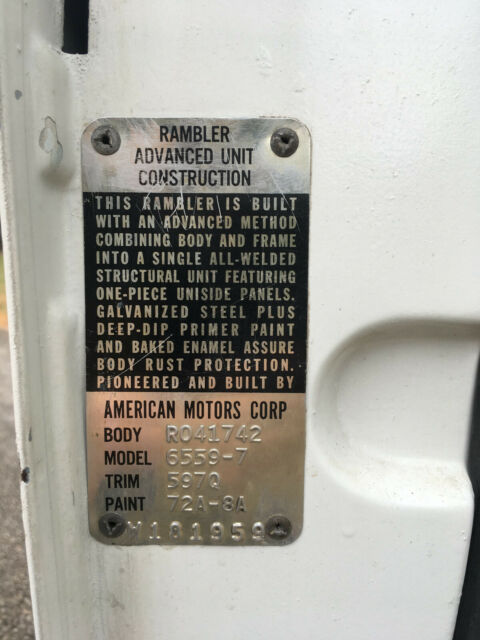 RAMBLER
ADVANCED UNIT
CONSTRUCTION
THIS RAMBLER IS BUILT
WITH AN ADVANCED METHOD
COMBINING BODY AND FRAME
INTO A SINGLE ALL-WELDED
STRUCTURAL UNIT FEATURING
ONE-PIECE UNISIDE PANELS.
GALVANIZED STEEL PLUS
DEEP-DIP PRIMER PAINT
AND BAKED ENAMEL ASSURE
BODY RUST PROTECTION.
PIONEERED AND BUILT BY
AMERICAN MOTORS CORP
BODY RO41742
MODEL 6559-7
TRIM 597Q
PAINT 72A-8A
W181959